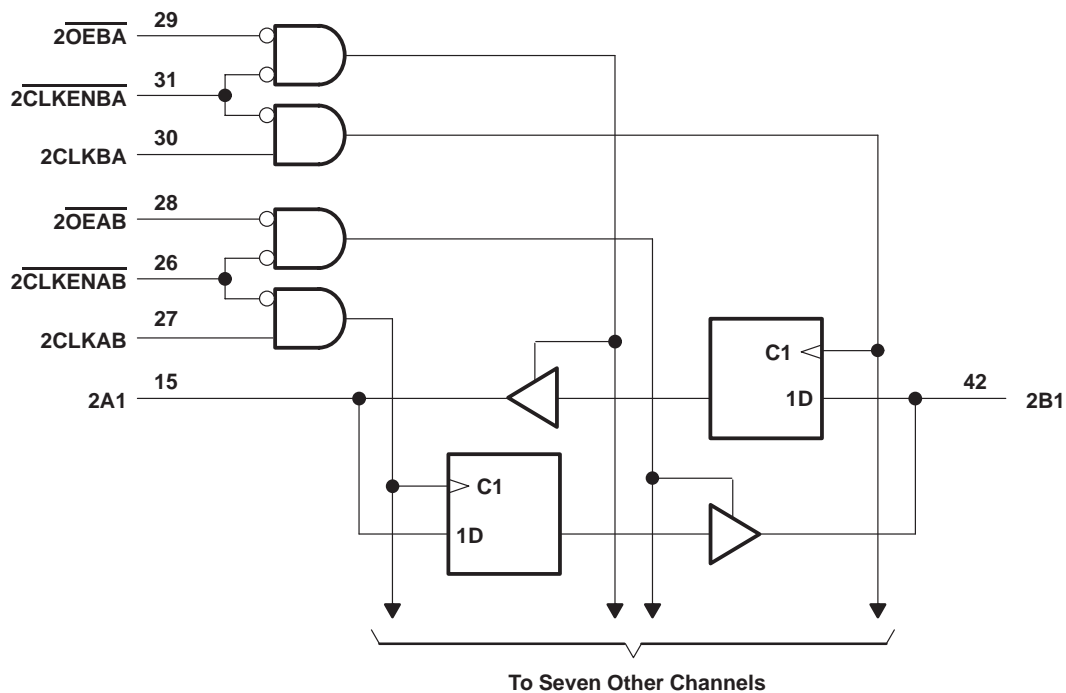 29
2OEBA
31
2CLKENBA
30
2CLKBA
28
2OEAB
26
2CLKENAB
27
2CLKAB
C1
15
42
2A1
1D
2B1
C1
1D
To Seven Other Channels